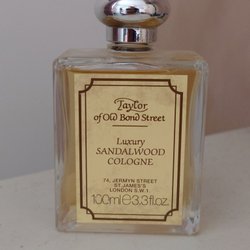 Taylor
of Old Bond Street
Luxury
SANDALWOOD
COLOGNE
74, JERMYN STREET
ST.JAMES'S
LONDON S.W.1
100ml e 3.3fl.oz.